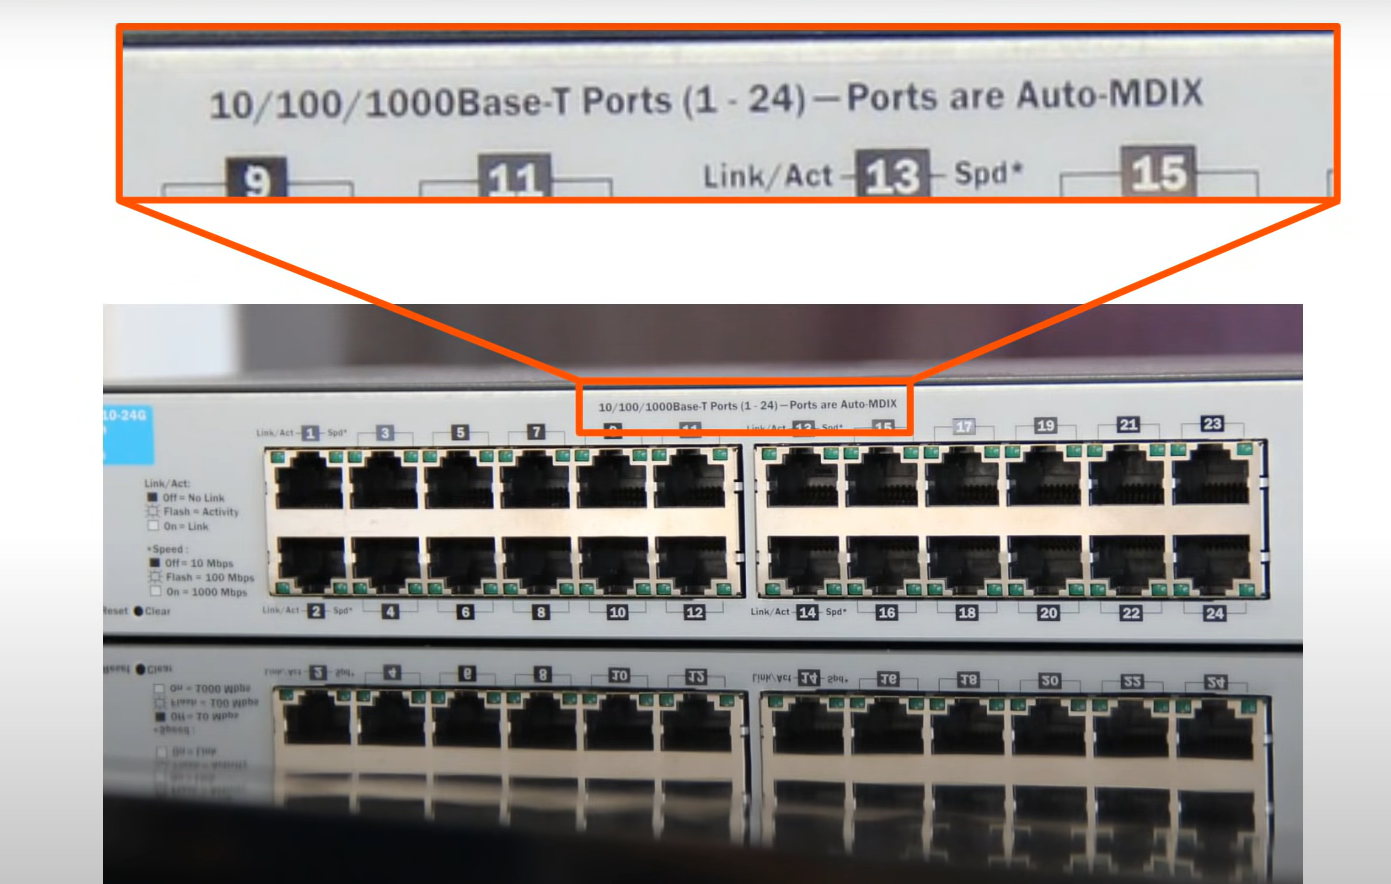 10/100/1000Base-T Ports (1 - 24) — Ports are Auto-MDIX
9 11 Link/Act 13 Spd* 15
10/100/1000Base-T Ports (1 - 24) — Ports are Auto-MDIX
10-24G
Link/Act 1 Spd* 3 5 7 9 11 Link/Act 13 Spd* 15 17 19 21 23
Link/Act:
Off = No Link
Flash = Activity
On = Link
*Speed :
Off = 10 Mbps
Flash = 100 Mbps
On = 1000 Mbps
Clear
Link/Act 2 Spd* 4 6 8 10 12 Link/Act 14 Spd* 16 18 20 22 24